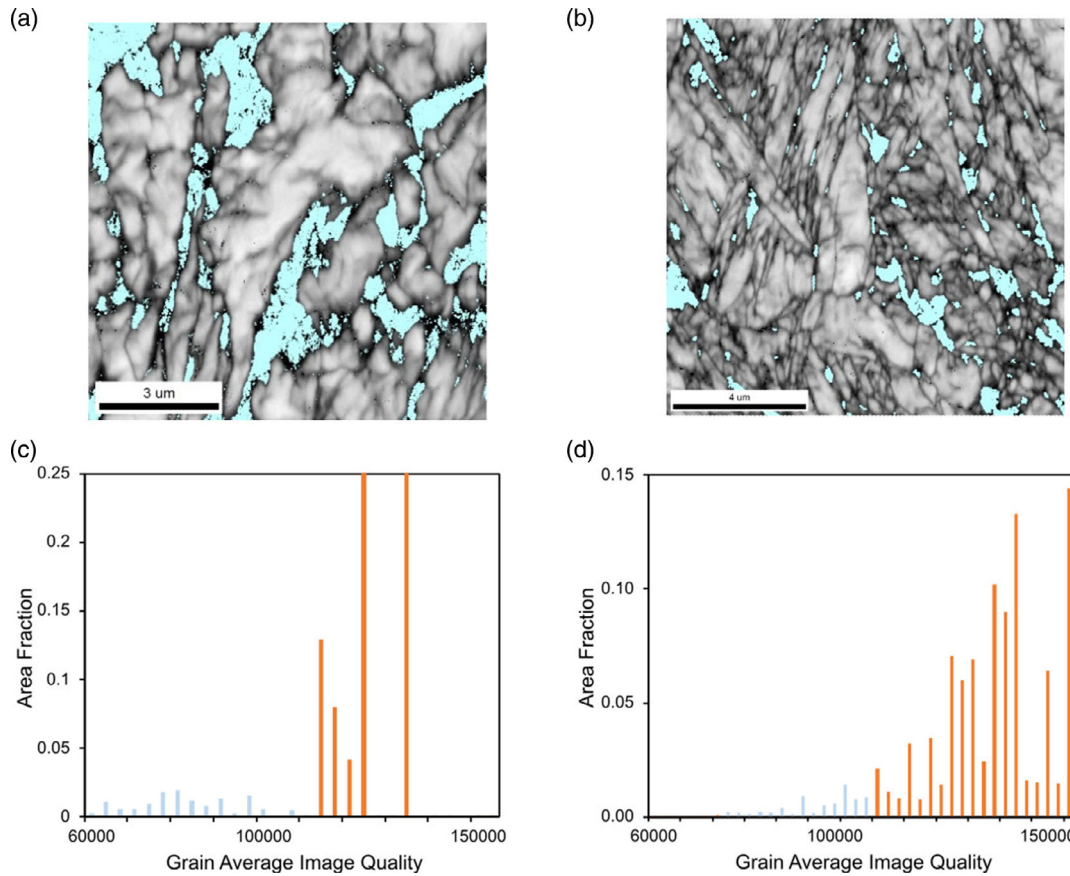 (a)
(b)
3 um
4 um
(c)
(d)
0.25
0.2
0.15
0.1
0.05
0
Area Fraction
60000 100000 150000
Grain Average Image Quality
0.15
0.10
0.05
0.00
Area Fraction
60000 100000 150000
Grain Average Image Quality